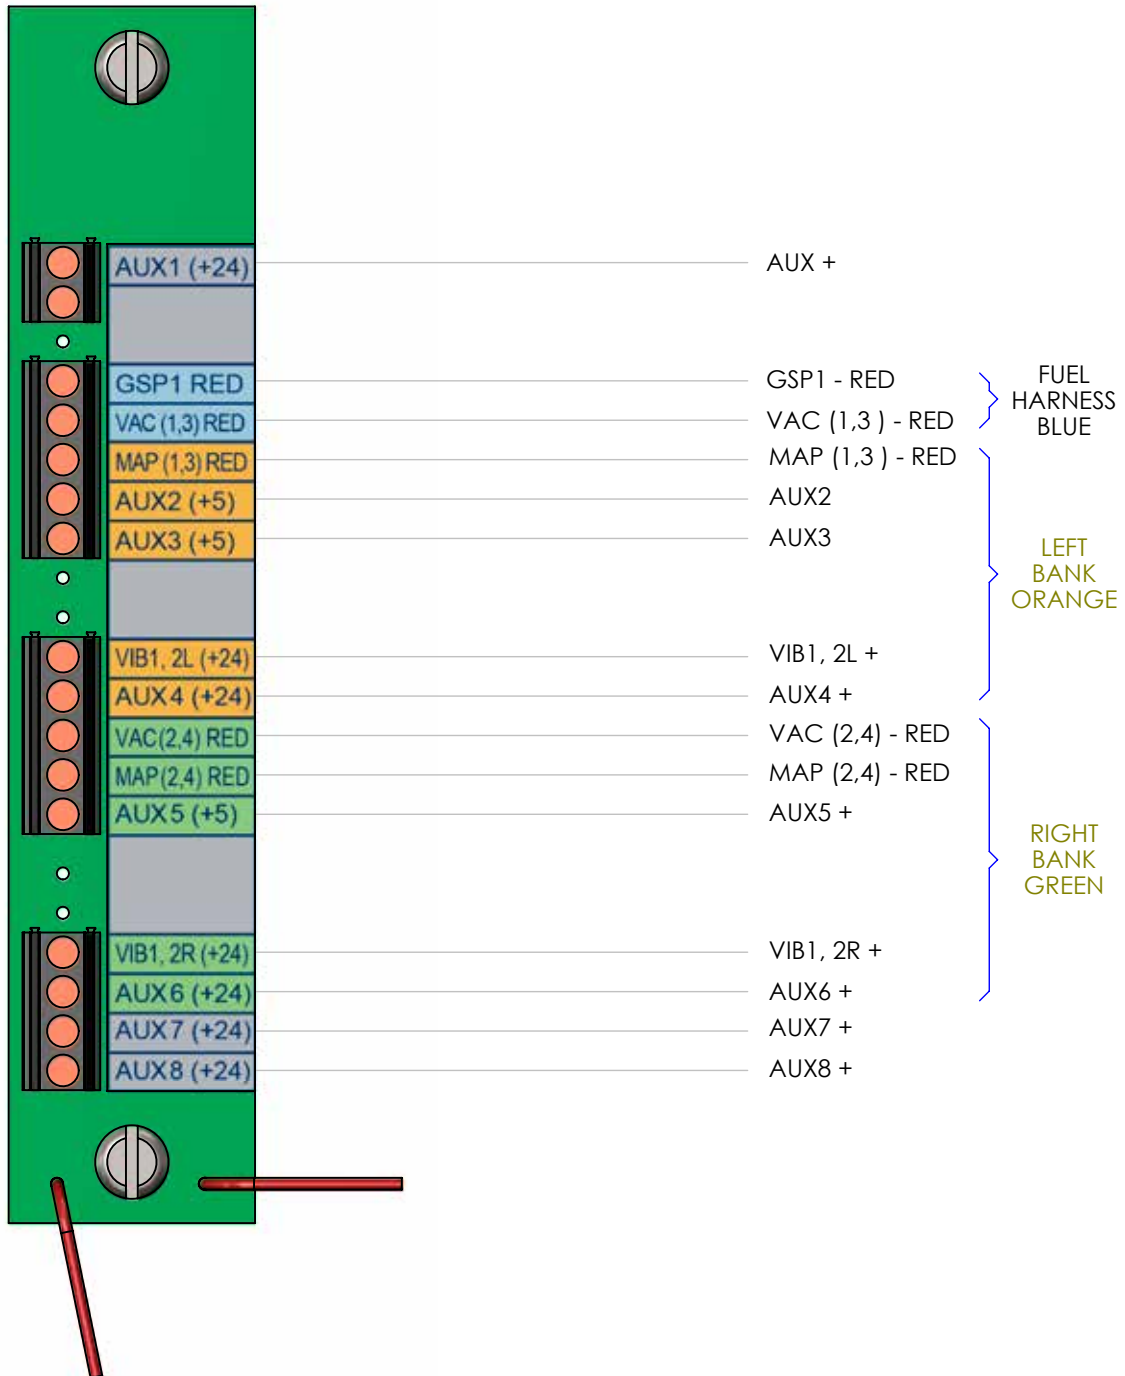 AUX1 (+24)
GSP1 RED
VAC (1,3) RED
MAP (1,3) RED
AUX2 (+5)
AUX3 (+5)
VIB1, 2L (+24)
AUX4 (+24)
VAC(2,4) RED
MAP(2,4) RED
AUX5 (+5)
VIB1, 2R (+24)
AUX6 (+24)
AUX7 (+24)
AUX8 (+24)
AUX +
GSP1 - RED
VAC (1,3 ) - RED
MAP (1,3 ) - RED
AUX2
AUX3
VIB1, 2L +
AUX4 +
VAC (2,4) - RED
MAP (2,4) - RED
AUX5 +
VIB1, 2R +
AUX6 +
AUX7 +
AUX8 +
FUEL
HARNESS
BLUE
LEFT
BANK
ORANGE
RIGHT
BANK
GREEN